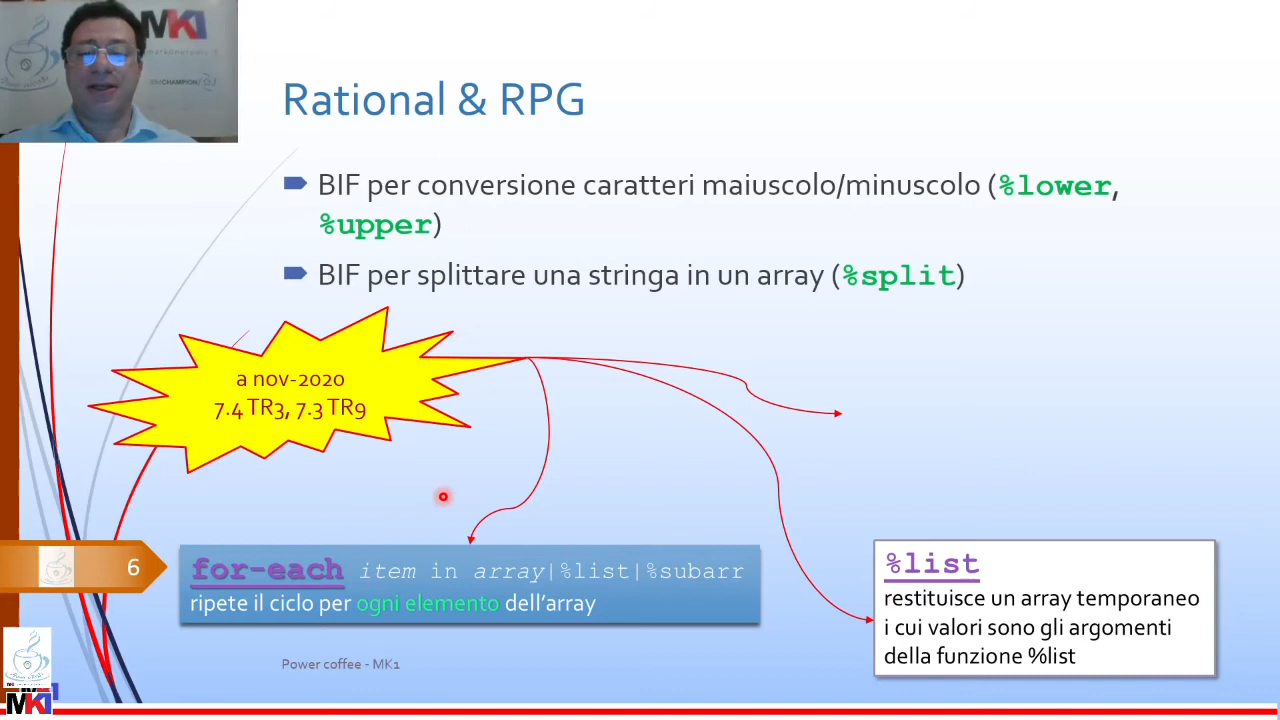 MK1
Rational & RPG
BIF per conversione caratteri maiuscolo/minuscolo (%lower,
%upper)
BIF per splittare una stringa in un array (%split)
a nov-2020
7.4 TR3, 7.3 TR9
6
for-each item in array|%list|%subarr
ripete il ciclo per ogni elemento dell'array
%list
restituisce un array temporaneo
i cui valori sono gli argomenti
della funzione %list
Power coffee - MK1
MK1